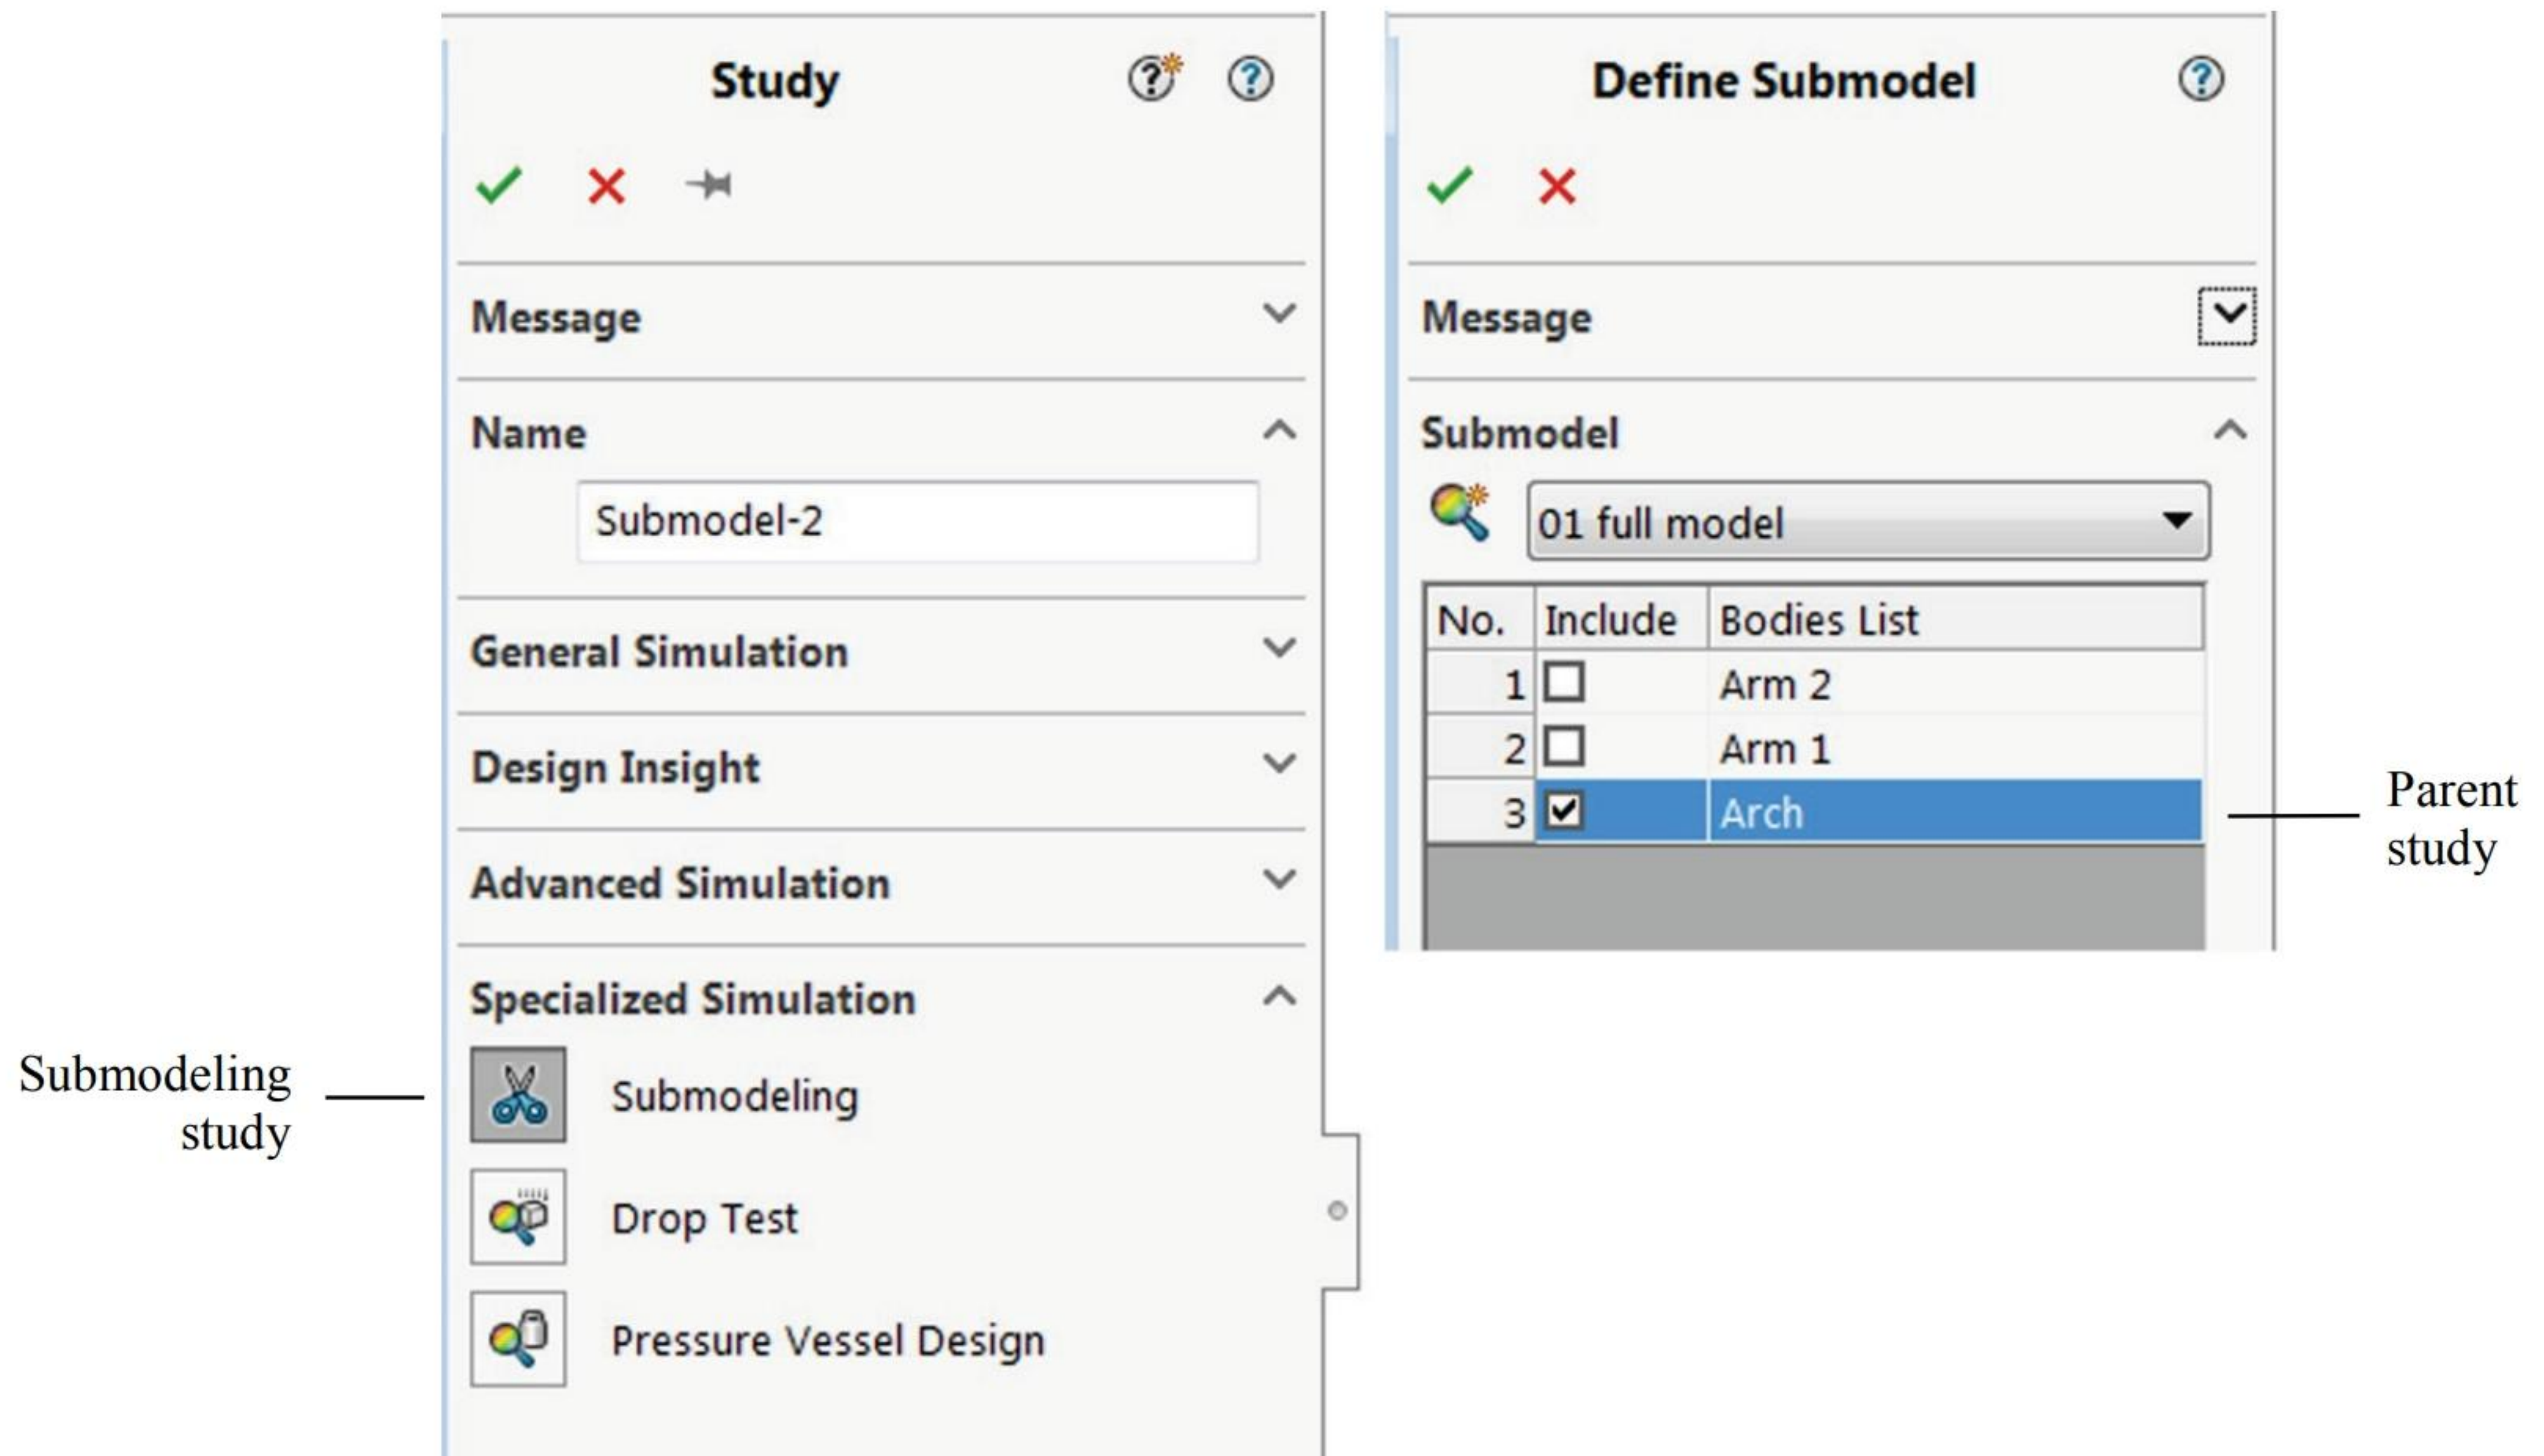 Study
Message
Name
Submodel-2
General Simulation
Design Insight
Advanced Simulation
Specialized Simulation
Submodeling
Drop Test
Pressure Vessel Design
Submodeling
study
Define Submodel
Message
Submodel
01 full model
No. Include Bodies List
1 Arm 2
2 Arm 1
3 Arch
Parent
study